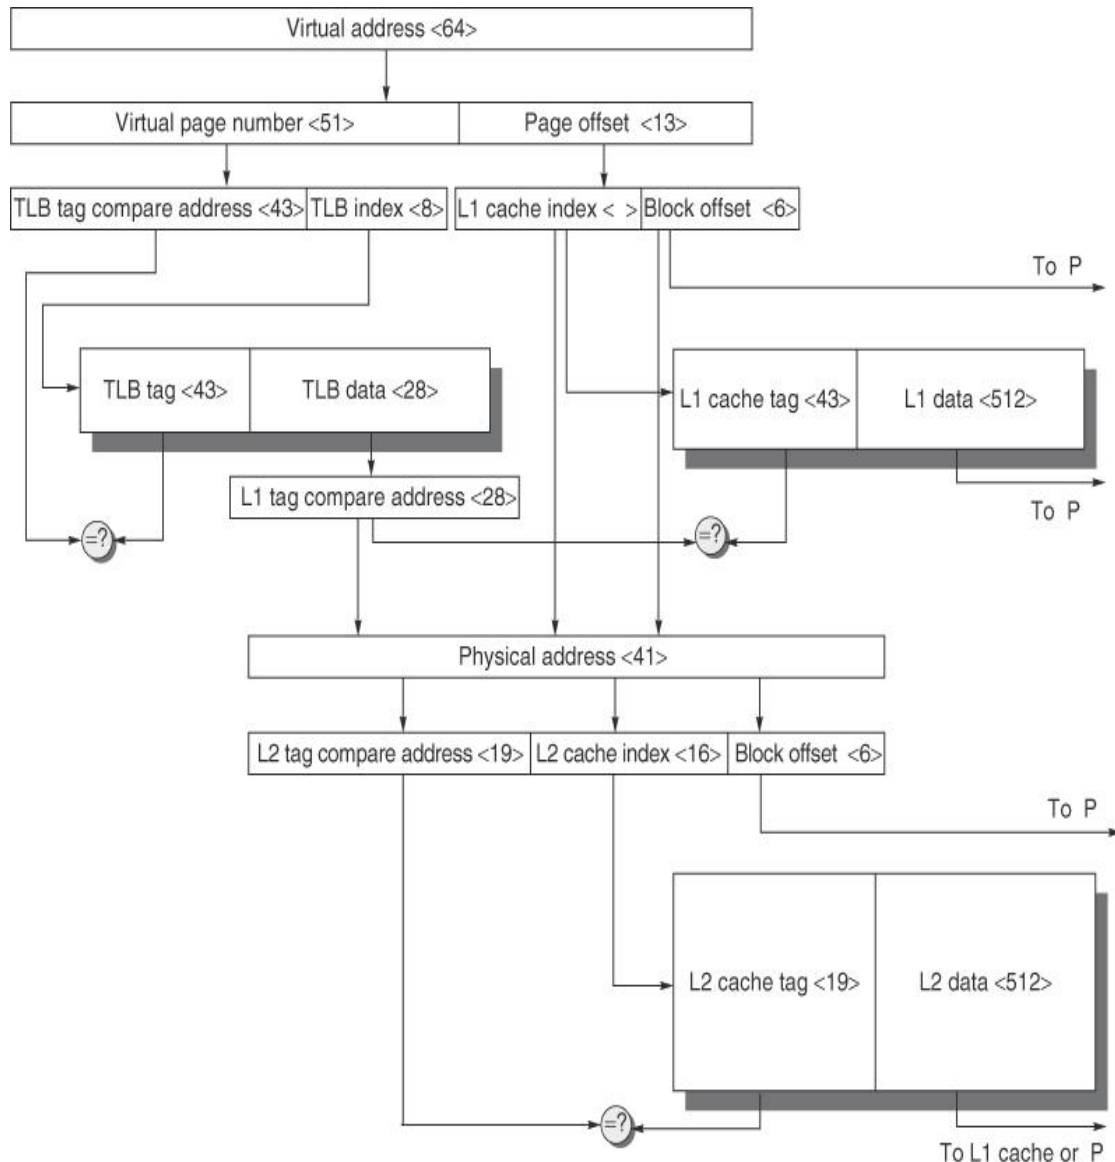 Virtual address <64>
Virtual page number <51>
Page offset <13>
TLB tag compare address <43>
TLB index <8>
L1 cache index < >
Block offset <6>
To P
TLB tag <43>
TLB data <28>
L1 cache tag <43>
L1 data <512>
L1 tag compare address <28>
To P
=?
=?
Physical address <41>
L2 tag compare address <19>
L2 cache index <16>
Block offset <6>
To P
L2 cache tag <19>
L2 data <512>
=?
To L1 cache or P